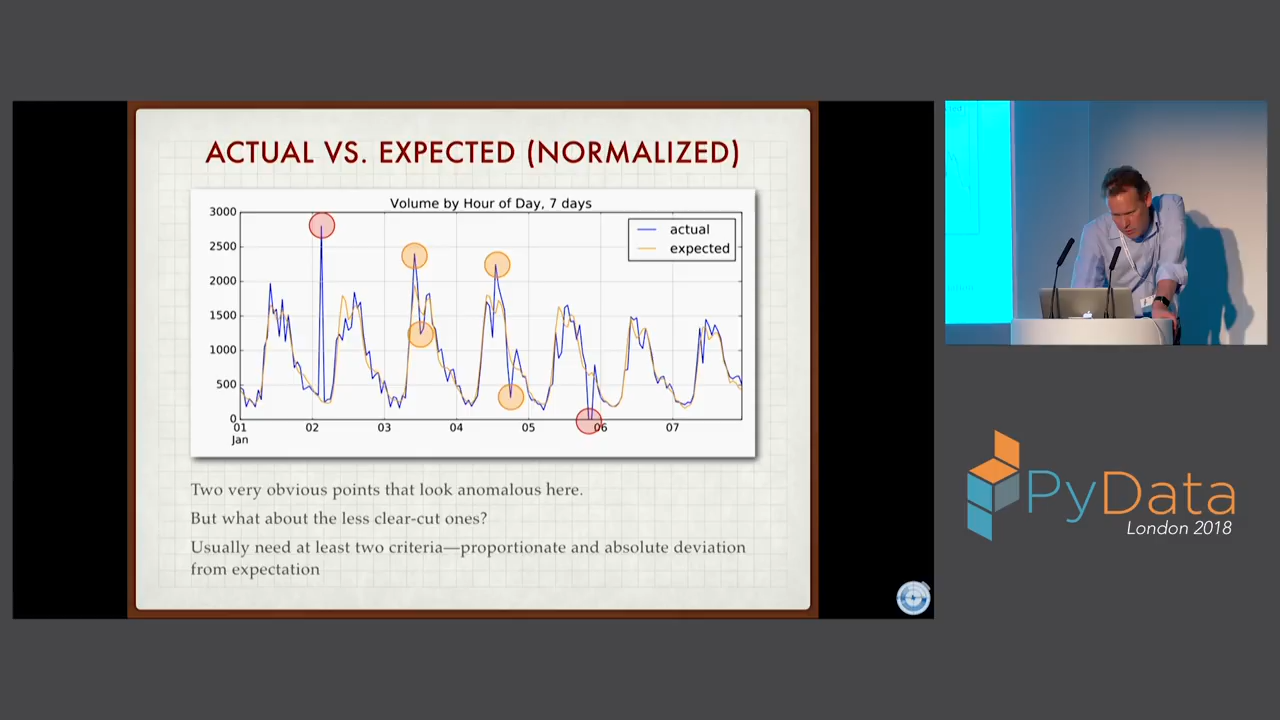 ACTUAL VS. EXPECTED (NORMALIZED)
Volume by Hour of Day, 7 days
3000
2500
2000
1500
1000
500
0
actual
expected
01 02 03 04 05 06 07
Jan
Two very obvious points that look anomalous here.
But what about the less clear-cut ones?
Usually need at least two criteria—proportionate and absolute deviation
from expectation
PyData
London 2018